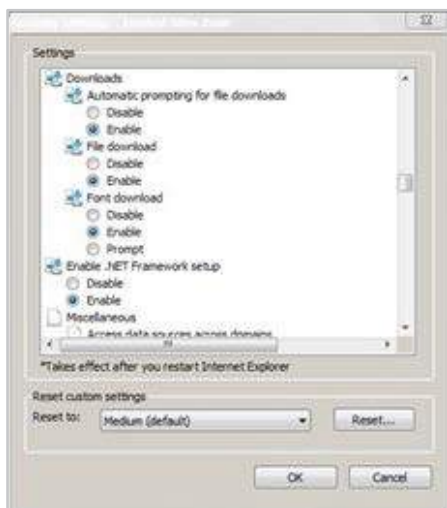 Settings
Downloads
Automatic prompting for file downloads
Disable
Enable
File download
Disable
Enable
Font download
Disable
Enable
Prompt
Enable .NET Framework setup
Disable
Enable
Miscellaneous
Access data sources across domains
*Takes effect after you restart Internet Explorer
Reset custom settings
Reset to:
Medium (default)
Reset...
OK
Cancel